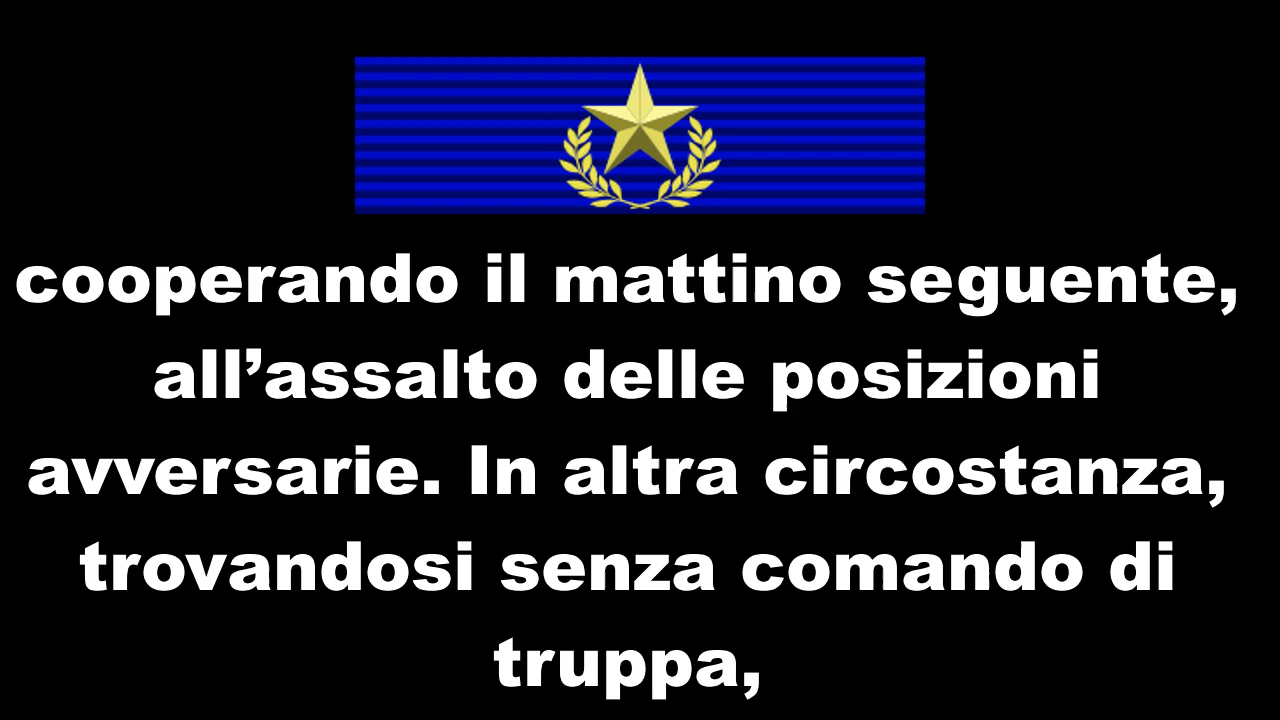 cooperando il mattino seguente,
all’assalto delle posizioni
avversarie. In altra circostanza,
trovandosi senza comando di
truppa,